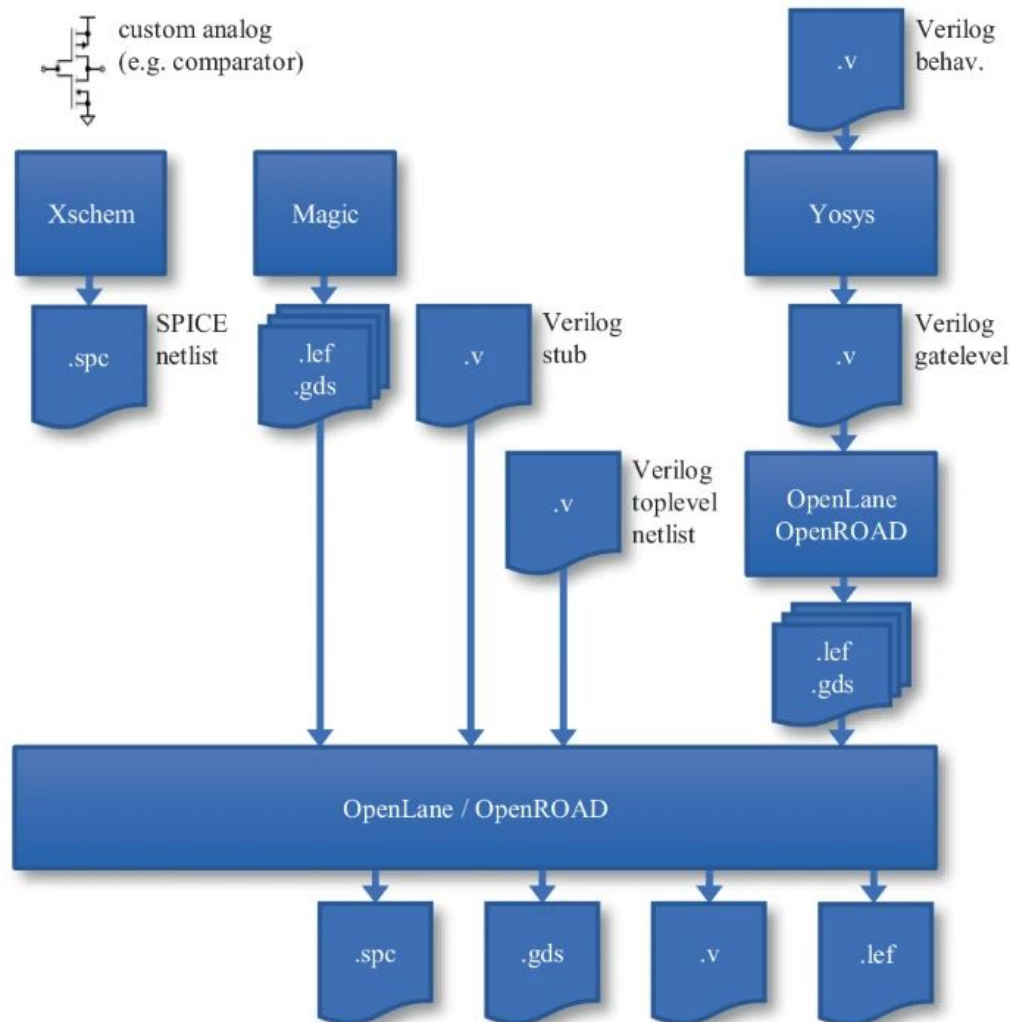 custom analog
(e.g. comparator)
Verilog
behav.
.v
Xschem
Magic
Yosys
.spc
SPICE
netlist
.lef
.gds
.v
Verilog
stub
.v
Verilog
gatelevel
.v
Verilog
toplevel
netlist
OpenLane
OpenROAD
.lef
.gds
OpenLane / OpenROAD
.spc
.gds
.v
.lef